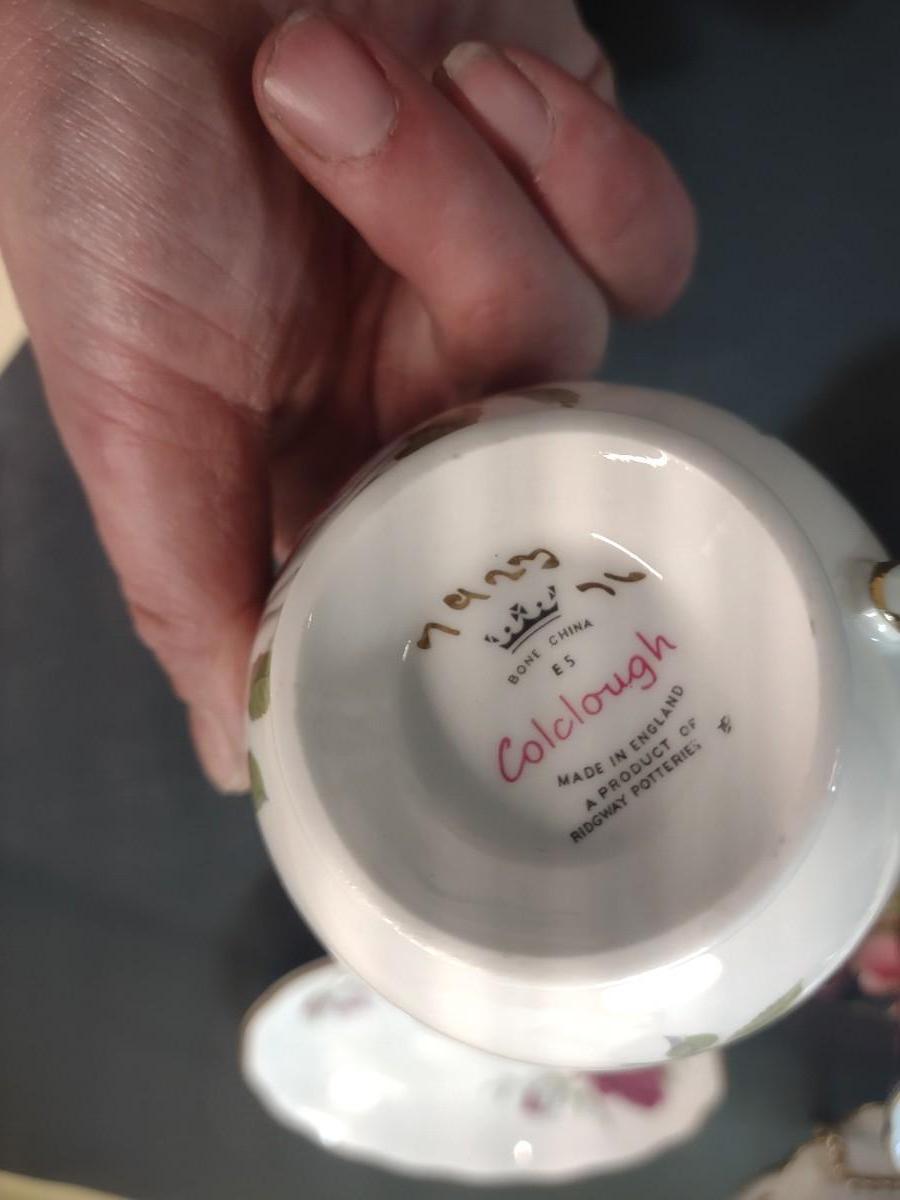 BONE CHINA
E5
Colclough
MADE IN ENGLAND
A PRODUCT OF
RIDGWAY POTTERIES